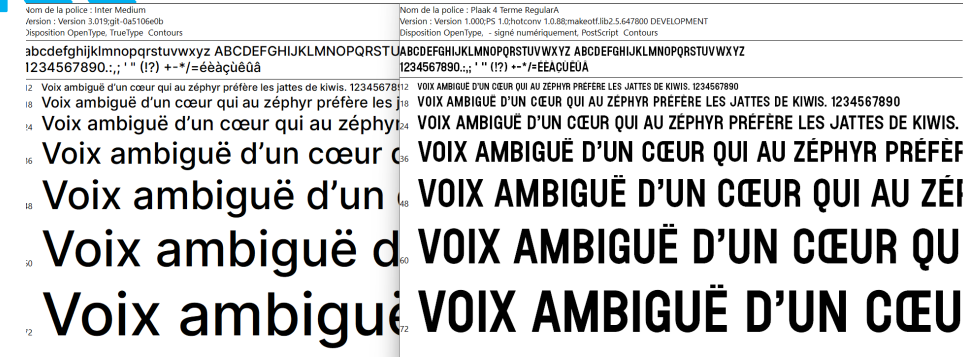 Nom de la police : Inter Medium
Version : Version 3.019;git-0a5106e0b
Disposition OpenType, TrueType Contours
abcdefghijklmnopqrstuvwxyz ABCDEFGHIJKLMNOPQRSTU
1234567890.:,; ' " (!?) +-*/=éèàçùêûâ
12 Voix ambiguë d’un cœur qui au zéphyr préfère les jattes de kiwis. 12345678
18 Voix ambiguë d’un cœur qui au zéphyr préfère les j
24 Voix ambiguë d’un cœur qui au zéphyr
36 Voix ambiguë d’un cœur
48 Voix ambiguë d’un
60 Voix ambiguë d
72 Voix ambiguë
Nom de la police : Plaak 4 Terme RegularA
Version : Version 1.000;PS 1.0;hotconv 1.0.88;makeotf.lib2.5.647800 DEVELOPMENT
Disposition OpenType, - signé numériquement, PostScript Contours
ABCDEFGHIJKLMNOPQRSTUVWXYZ ABCDEFGHIJKLMNOPQRSTUVWXYZ
1234567890.:,; ' " (!?) +-*/=ÉÈÀÇÙÊÛÂ
12 VOIX AMBIGUË D’UN CŒUR QUI AU ZÉPHYR PRÉFÈRE LES JATTES DE KIWIS. 1234567890
18 VOIX AMBIGUË D’UN CŒUR QUI AU ZÉPHYR PRÉFÈRE LES JATTES DE KIWIS. 1234567890
24 VOIX AMBIGUË D’UN CŒUR QUI AU ZÉPHYR PRÉFÈRE LES JATTES DE KIWIS.
36 VOIX AMBIGUË D’UN CŒUR QUI AU ZÉPHYR PRÉFÈR
48 VOIX AMBIGUË D’UN CŒUR QUI AU ZÉ
60 VOIX AMBIGUË D’UN CŒUR QU
72 VOIX AMBIGUË D’UN CŒU